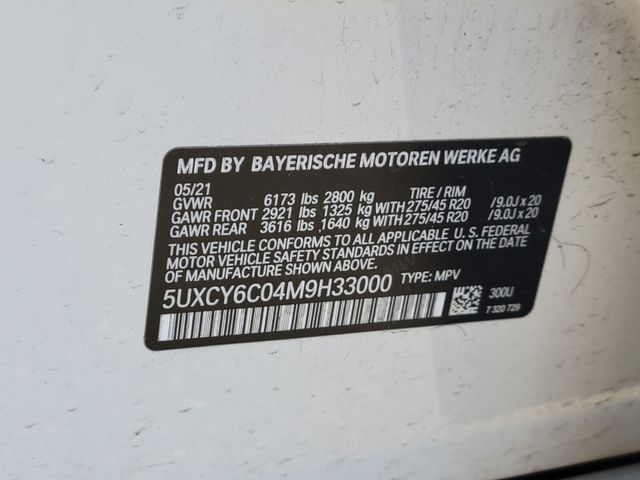 MFD BY BAYERISCHE MOTOREN WERKE AG
05/21
GVWR 6173 lbs 2800 kg TIRE / RIM
GAWR FRONT 2921 lbs 1325 kg WITH 275/45 R20 / 9.0J x 20
GAWR REAR 3616 lbs 1640 kg WITH 275/45 R20 / 9.0J x 20
THIS VEHICLE CONFORMS TO ALL APPLICABLE U. S. FEDERAL
MOTOR VEHICLE SAFETY STANDARDS IN EFFECT ON THE
DATE OF MANUFACTURE SHOWN ABOVE.
5UXCY6C04M9H33000 TYPE: MPV
300U
7 320 729